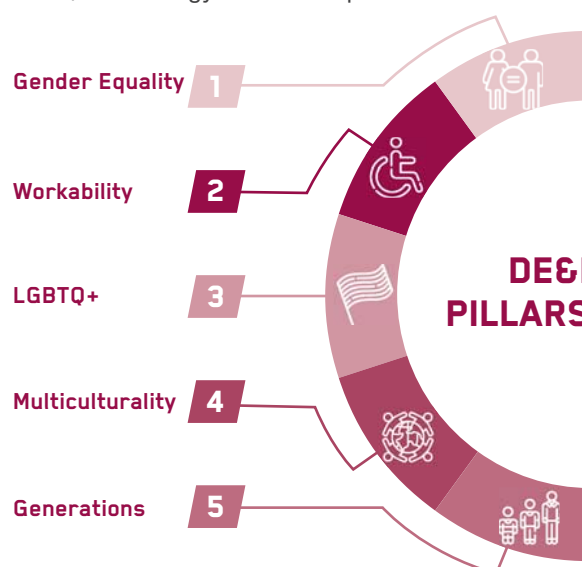 Gender Equality 1
Workability 2
LGBTQ+ 3
DE&
PILLARS
Multiculturality 4
Generations 5